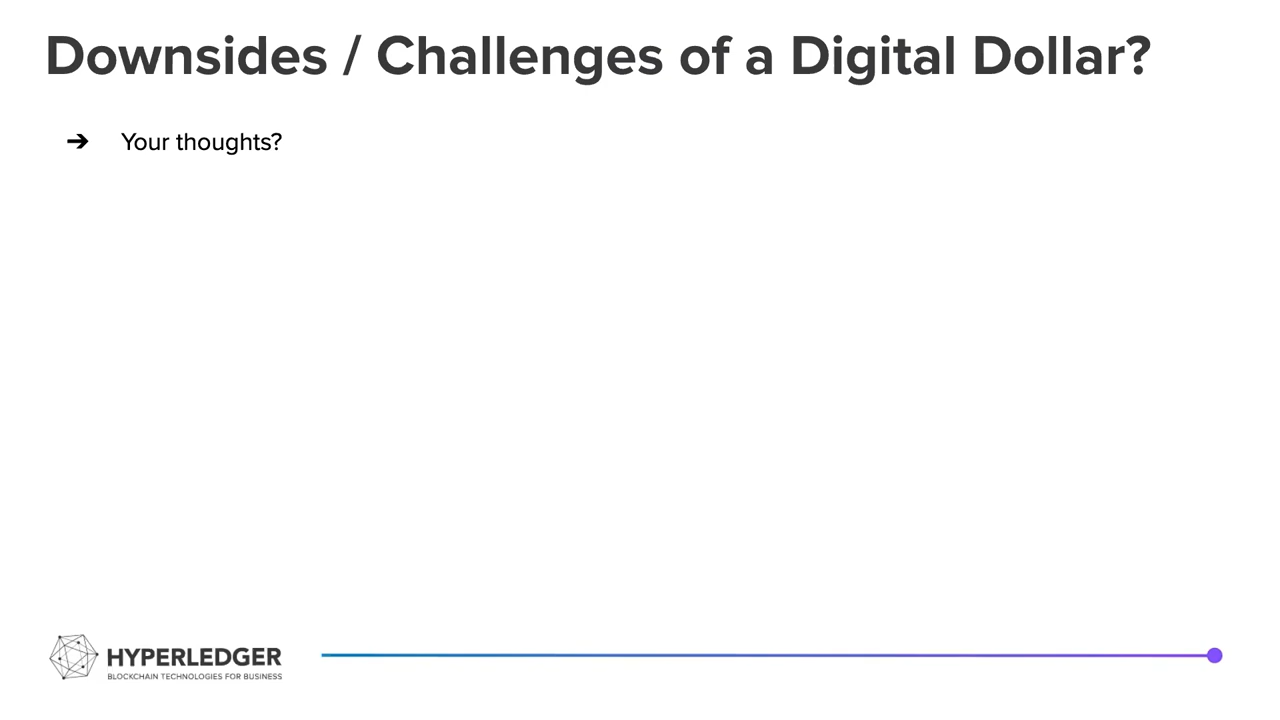 Downsides / Challenges of a Digital Dollar?
➔ Your thoughts?
HYPERLEDGER
BLOCKCHAIN TECHNOLOGIES FOR BUSINESS